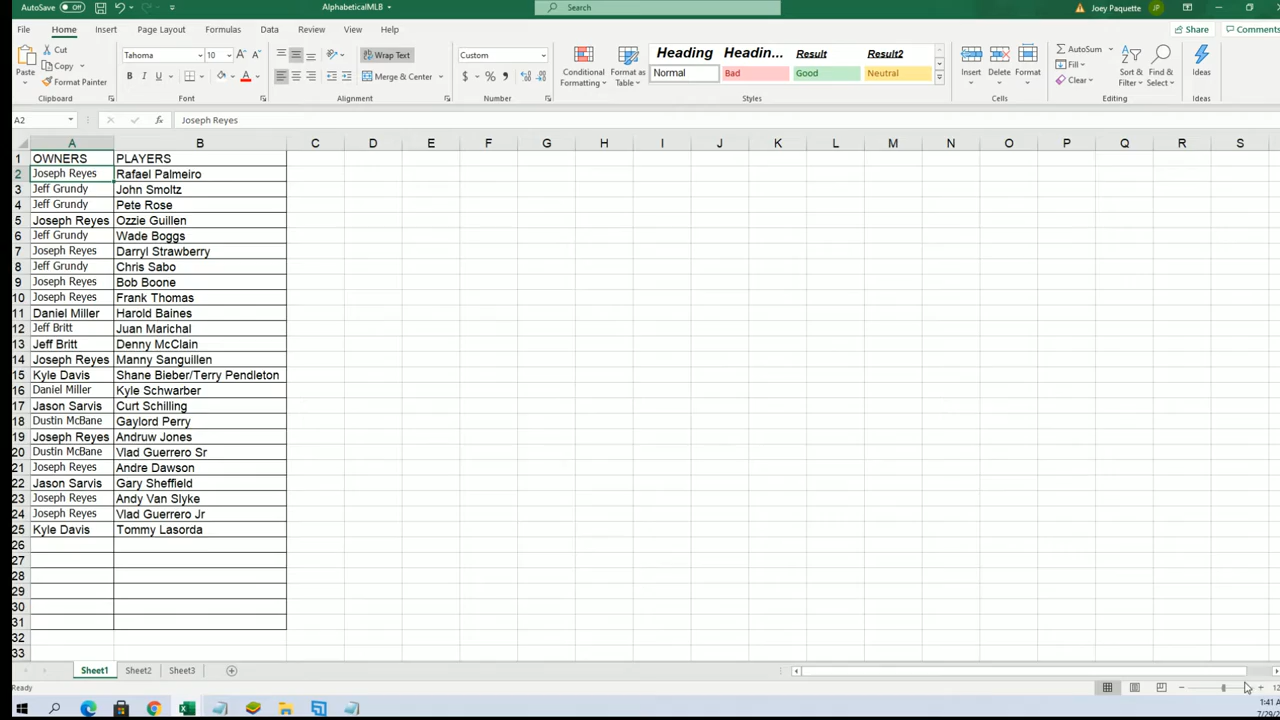 AutoSave Off AlphabeticalMLB Search Joey Paquette JP
File Home Insert Page Layout Formulas Data Review View Help Share Comments
Paste Cut Copy Format Painter Clipboard
Tahoma 10 A A B I U A Font
Wrap Text Merge & Center Alignment
Custom $ % , Number
Conditional Formatting Format as Table
Heading Headin... Result Result2
Normal Bad Good Neutral
Styles
Insert Delete Format Cells
AutoSum Fill Clear Sort & Filter Find & Select Editing
Ideas Ideas
A2 fx Joseph Reyes
A B C D E F G H I J K L M N O P Q R S
1 OWNERS PLAYERS
2 Joseph Reyes Rafael Palmeiro
3 Jeff Grundy John Smoltz
4 Jeff Grundy Pete Rose
5 Joseph Reyes Ozzie Guillen
6 Jeff Grundy Wade Boggs
7 Joseph Reyes Darryl Strawberry
8 Jeff Grundy Chris Sabo
9 Joseph Reyes Bob Boone
10 Joseph Reyes Frank Thomas
11 Daniel Miller Harold Baines
12 Jeff Britt Juan Marichal
13 Jeff Britt Denny McClain
14 Joseph Reyes Manny Sanguillen
15 Kyle Davis Shane Bieber/Terry Pendleton
16 Daniel Miller Kyle Schwarber
17 Jason Sarvis Curt Schilling
18 Dustin McBane Gaylord Perry
19 Joseph Reyes Andruw Jones
20 Dustin McBane Vlad Guerrero Sr
21 Joseph Reyes Andre Dawson
22 Jason Sarvis Gary Sheffield
23 Joseph Reyes Andy Van Slyke
24 Joseph Reyes Vlad Guerrero Jr
25 Kyle Davis Tommy Lasorda
26
27
28
29
30
31
32
33
Sheet1 Sheet2 Sheet3
Ready
1:41 A
7/29/2